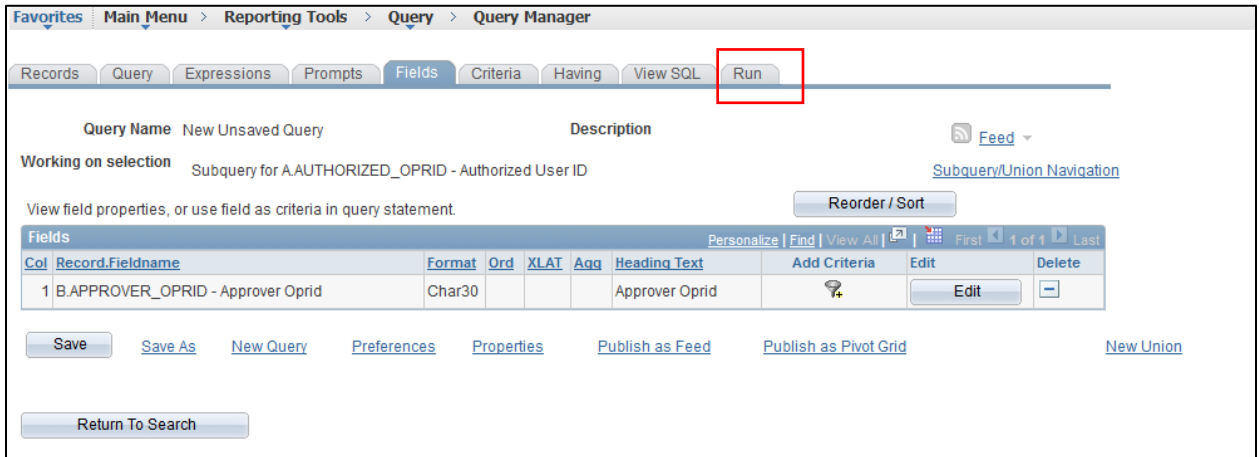 Favorites Main Menu > Reporting Tools > Query > Query Manager
Records Query Expressions Prompts Fields Criteria Having View SQL Run
Query Name New Unsaved Query Description Feed
Working on selection Subquery for A.AUTHORIZED_OPRID - Authorized User ID Subquery/Union Navigation
View field properties, or use field as criteria in query statement. Reorder / Sort
Fields Personalize | Find | View All | | First 1 of 1 Last
Col Record.Fieldname Format Ord XLAT Agg Heading Text Add Criteria Edit Delete
1 B.APPROVER_OPRID - Approver Oprid Char30 Approver Oprid Edit
Save Save As New Query Preferences Properties Publish as Feed Publish as Pivot Grid New Union
Return To Search